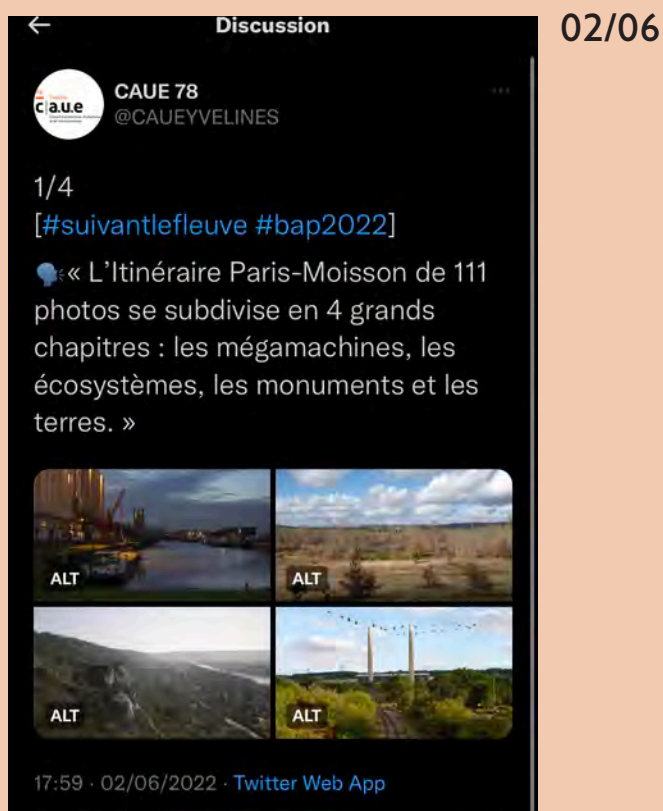 02/06
Discussion
c|a.u.e
CAUE 78
@CAUEYVELINES
1/4
[#suivantlefleuve #bap2022]
« L’Itinéraire Paris-Moisson de 111
photos se subdivise en 4 grands
chapitres : les mégamachines, les
écosystèmes, les monuments et les
terres. »
ALT
ALT
ALT
ALT
17:59 · 02/06/2022 · Twitter Web App